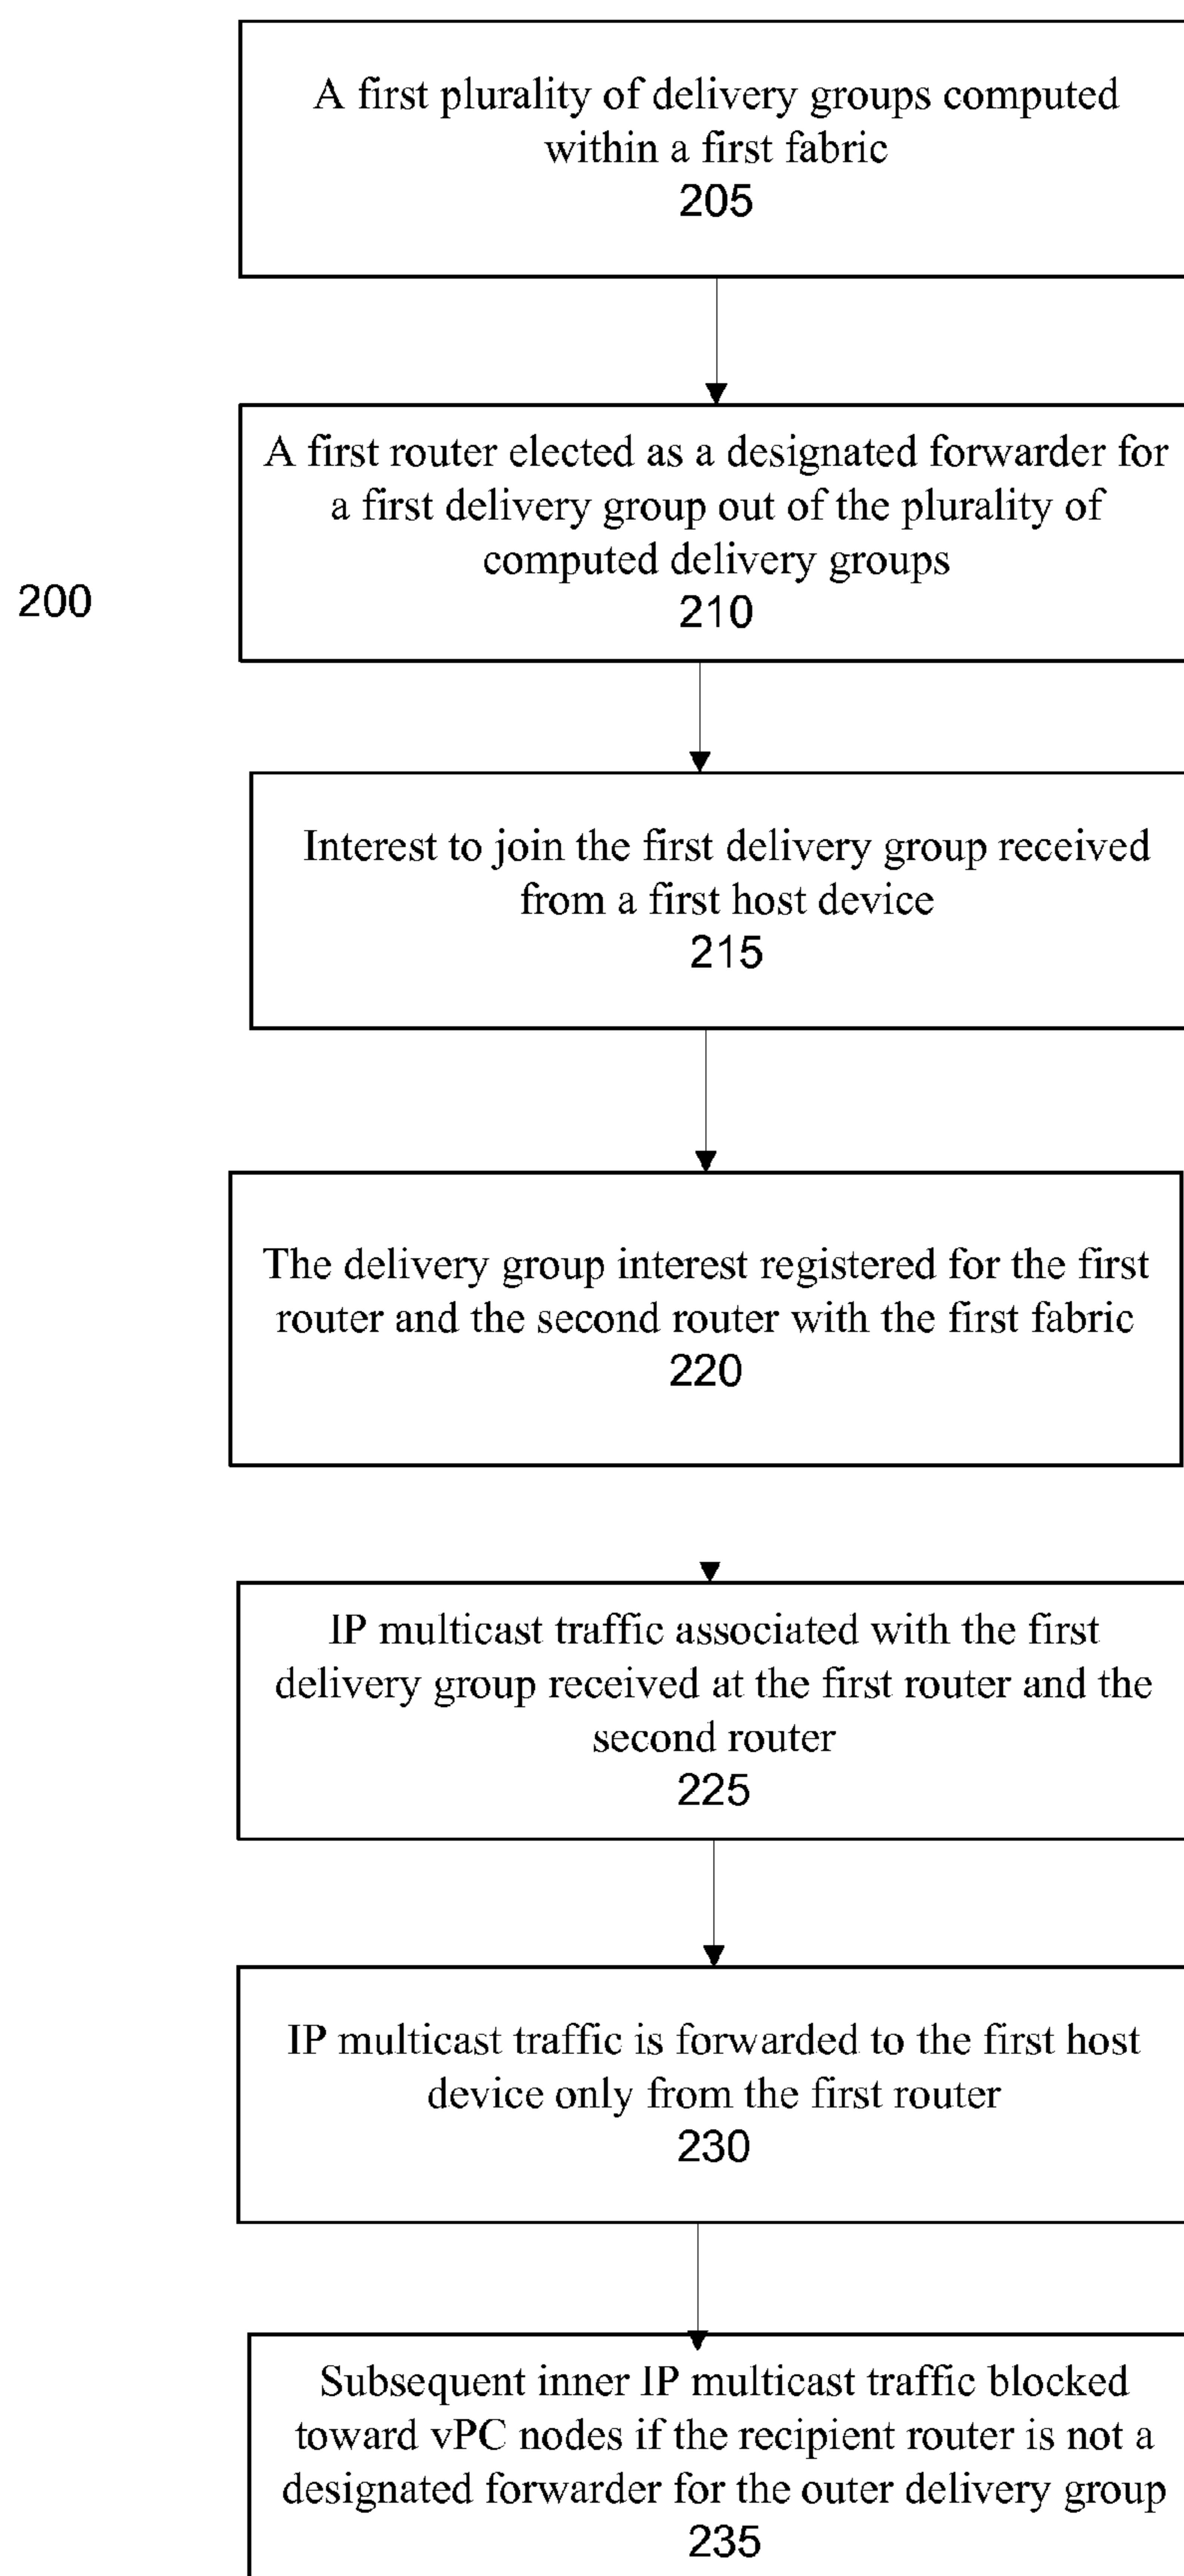 A first plurality of delivery groups computed
within a first fabric
205
A first router elected as a designated forwarder for
a first delivery group out of the plurality of
computed delivery groups
210
200
Interest to join the first delivery group received
from a first host device
215
The delivery group interest registered for the first
router and the second router with the first fabric
220
IP multicast traffic associated with the first
delivery group received at the first router and the
second router
225
IP multicast traffic is forwarded to the first host
device only from the first router
230
Subsequent inner IP multicast traffic blocked
toward vPC nodes if the recipient router is not a
designated forwarder for the outer delivery group
235